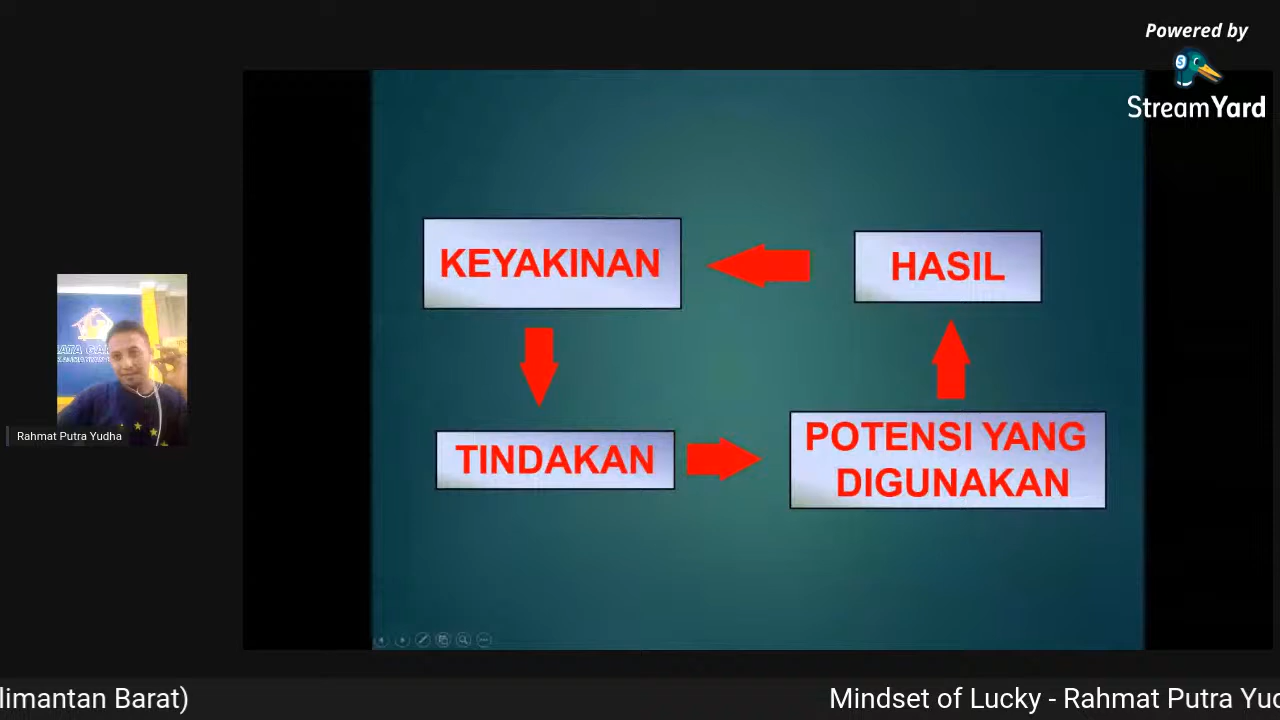 Powered by
StreamYard
KEYAKINAN
HASIL
TINDAKAN
POTENSI YANG
DIGUNAKAN
Rahmat Putra Yudha
limantan Barat)
Mindset of Lucky - Rahmat Putra Yud